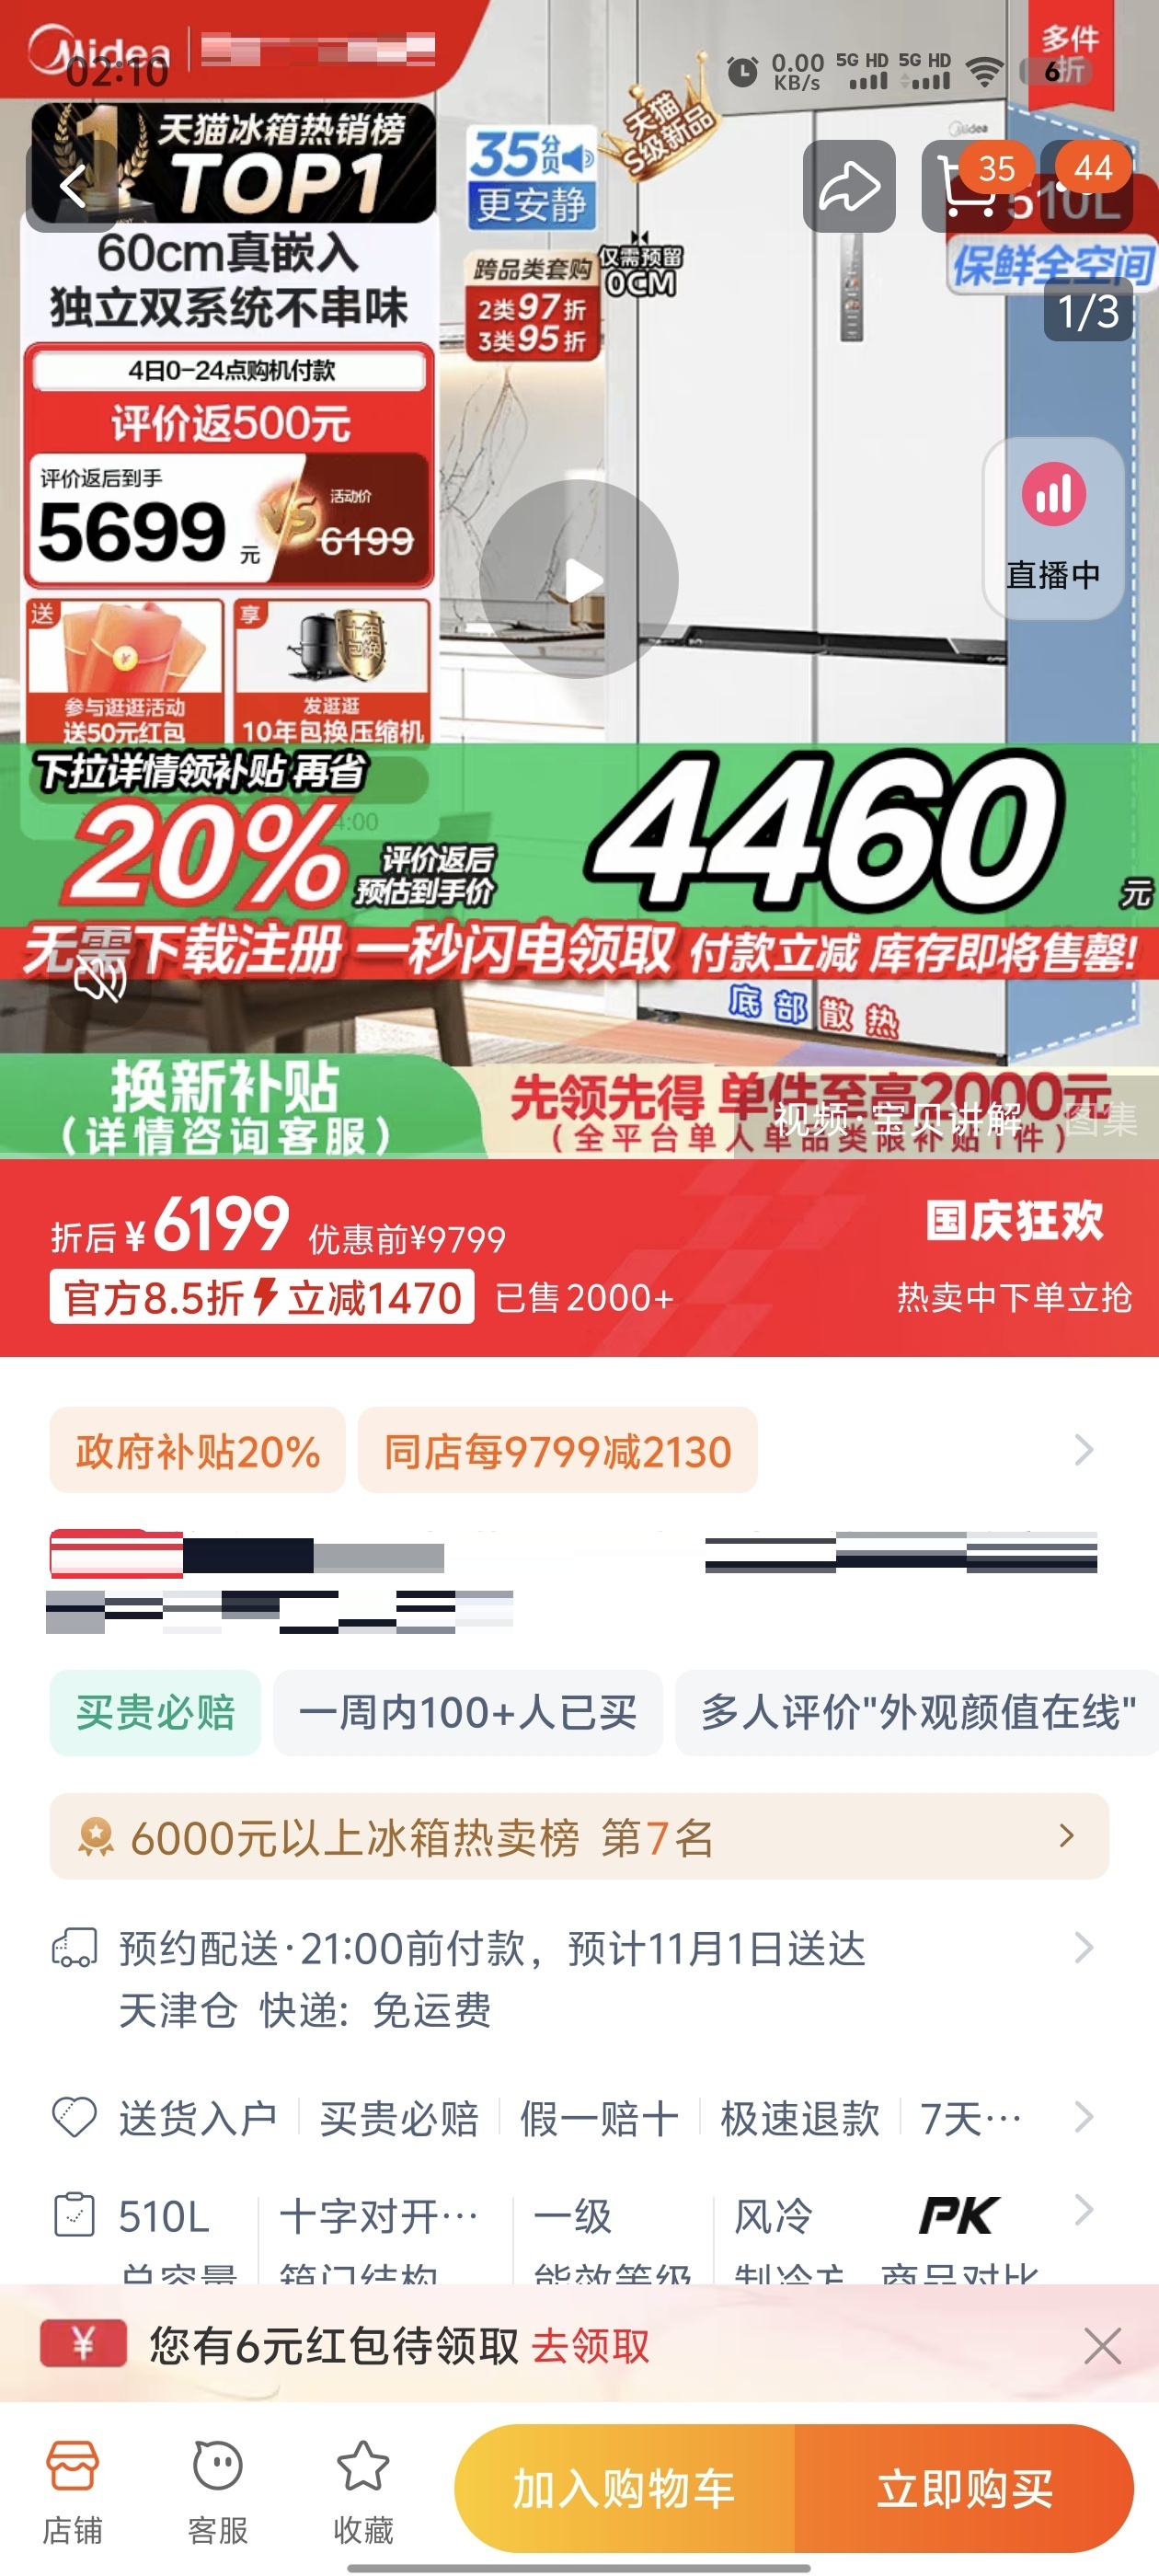 Midea
02:10
0.00 KB/s
5G HD 5G HD
6
多件
折
天猫冰箱热销榜
TOP1
1
35分贝
更安静
天猫
S级新品
Midea
35
44
510L
保鲜全空间
1/3
60cm真嵌入
独立双系统不串味
跨品类套购
2类97折
3类95折
仅需预留
0CM
4日0-24点购机付款
评价返500元
评价返后到手
5699元
VS
活动价
6199
直播中
送
参与逛逛活动
送50元红包
享
十年包换
发逛逛
10年包换压缩机
下拉详情领补贴 再省
20%
4:00
评价返后
预估到手价
4460元
无需下载注册 一秒闪电领取 付款立减 库存即将售罄!
底部散热
换新补贴
(详情咨询客服)
先领先得 单件至高2000元
(全平台单人单品类限补贴1件)
视频·宝贝讲解
图集
折后¥6199 优惠前¥9799
国庆狂欢
官方8.5折 立减1470
已售2000+
热卖中下单立抢
政府补贴20%
同店每9799减2130
买贵必赔
一周内100+人已买
多人评价"外观颜值在线"
6000元以上冰箱热卖榜 第7名
预约配送·21:00前付款，预计11月1日送达
天津仓 快递: 免运费
送货入户
买贵必赔
假一赔十
极速退款
7天…
510L
十字对开…
一级
风冷
PK
总容量
箱门结构
能效等级
制冷方
商品对比
¥
您有6元红包待领取 去领取
店铺
客服
收藏
加入购物车
立即购买